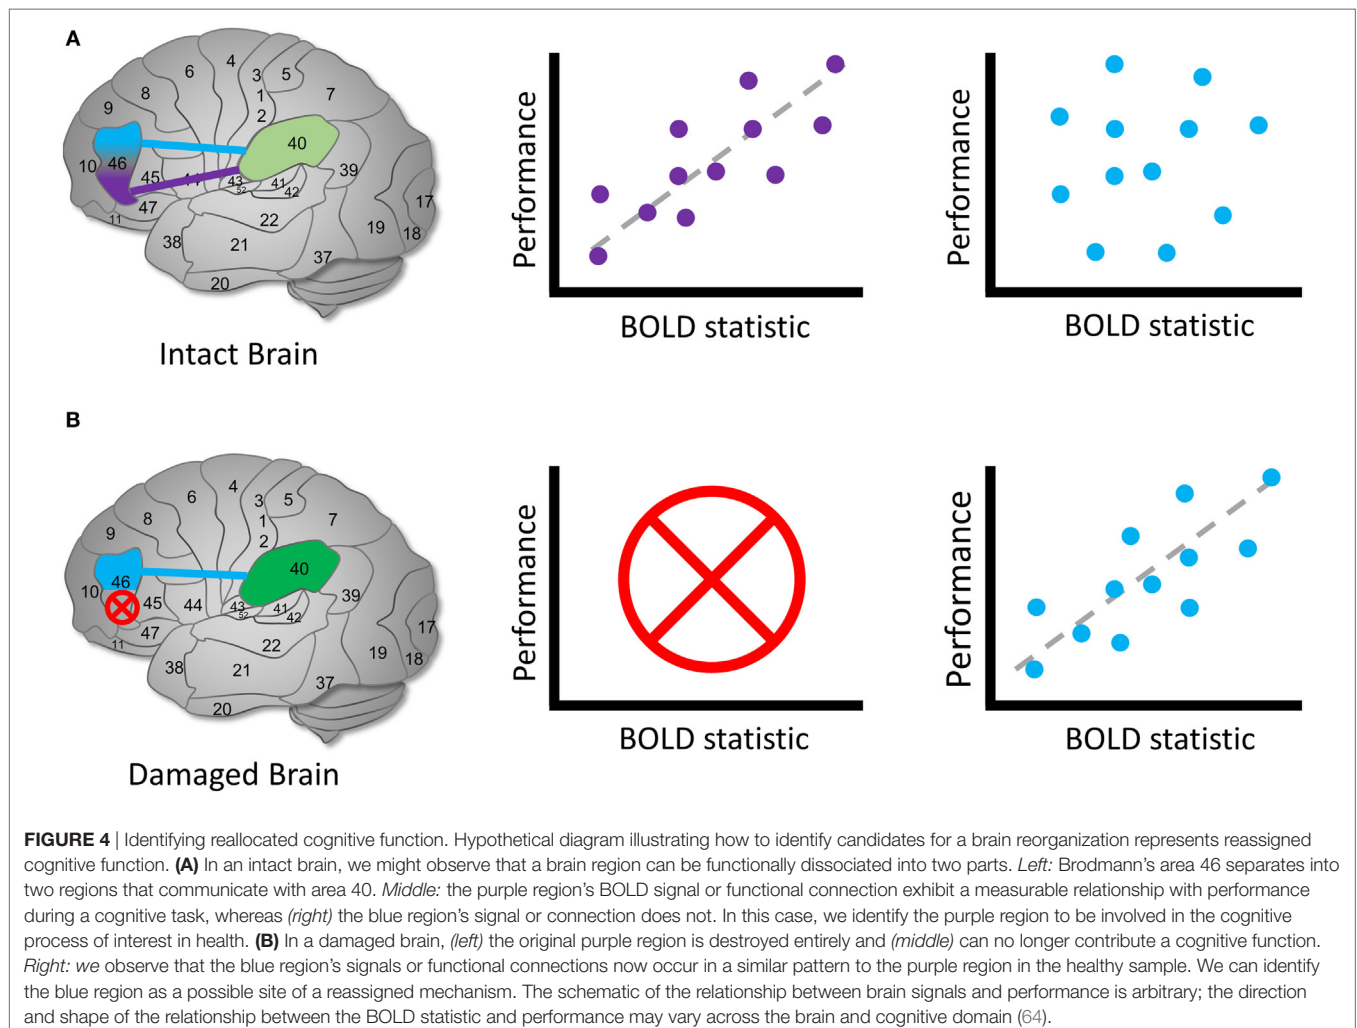 A
4
6
3
5
8
1
7
9
2
40
10
46
45
44
43
41
39
52
42
47
11
22
17
38
21
19
18
37
20
Intact Brain
Performance
BOLD statistic
Performance
BOLD statistic
B
4
6
3
5
8
1
7
9
2
40
46
10
45
44
43
41
39
52
42
47
11
22
17
38
21
19
18
37
20
Damaged Brain
Performance
BOLD statistic
Performance
BOLD statistic
FIGURE 4 | Identifying reallocated cognitive function. Hypothetical diagram illustrating how to identify candidates for a brain reorganization represents reassigned
cognitive function. (A) In an intact brain, we might observe that a brain region can be functionally dissociated into two parts. Left: Brodmann's area 46 separates into
two regions that communicate with area 40. Middle: the purple region's BOLD signal or functional connection exhibit a measurable relationship with performance
during a cognitive task, whereas (right) the blue region's signal or connection does not. In this case, we identify the purple region to be involved in the cognitive
process of interest in health. (B) In a damaged brain, (left) the original purple region is destroyed entirely and (middle) can no longer contribute a cognitive function.
Right: we observe that the blue region's signals or functional connections now occur in a similar pattern to the purple region in the healthy sample. We can identify
the blue region as a possible site of a reassigned mechanism. The schematic of the relationship between brain signals and performance is arbitrary; the direction
and shape of the relationship between the BOLD statistic and performance may vary across the brain and cognitive domain (64).